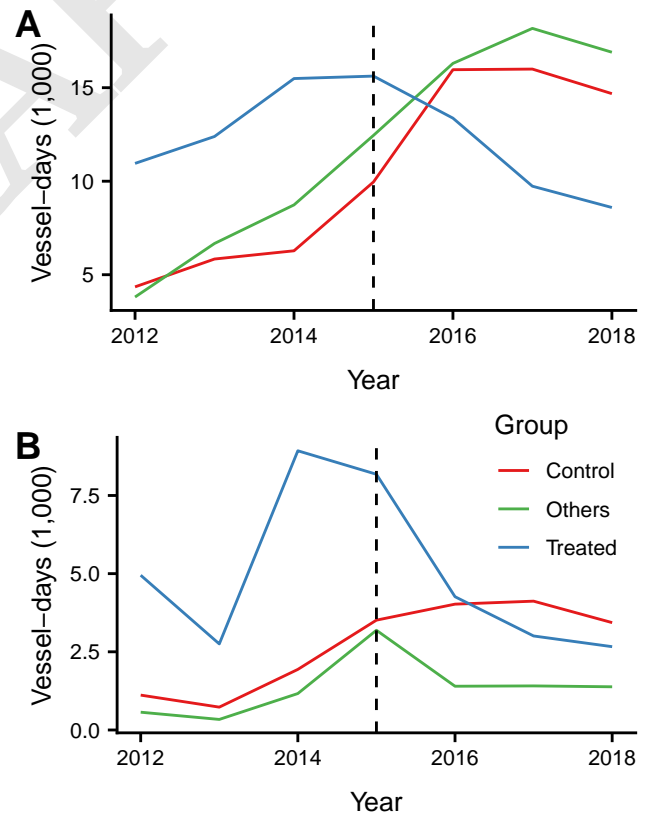 A
Vessel−days (1,000)
15
10
5
2012 2014 2016 2018
Year
B
Group
Control
Others
Treated
Vessel−days (1,000)
7.5
5.0
2.5
0.0
2012 2014 2016 2018
Year